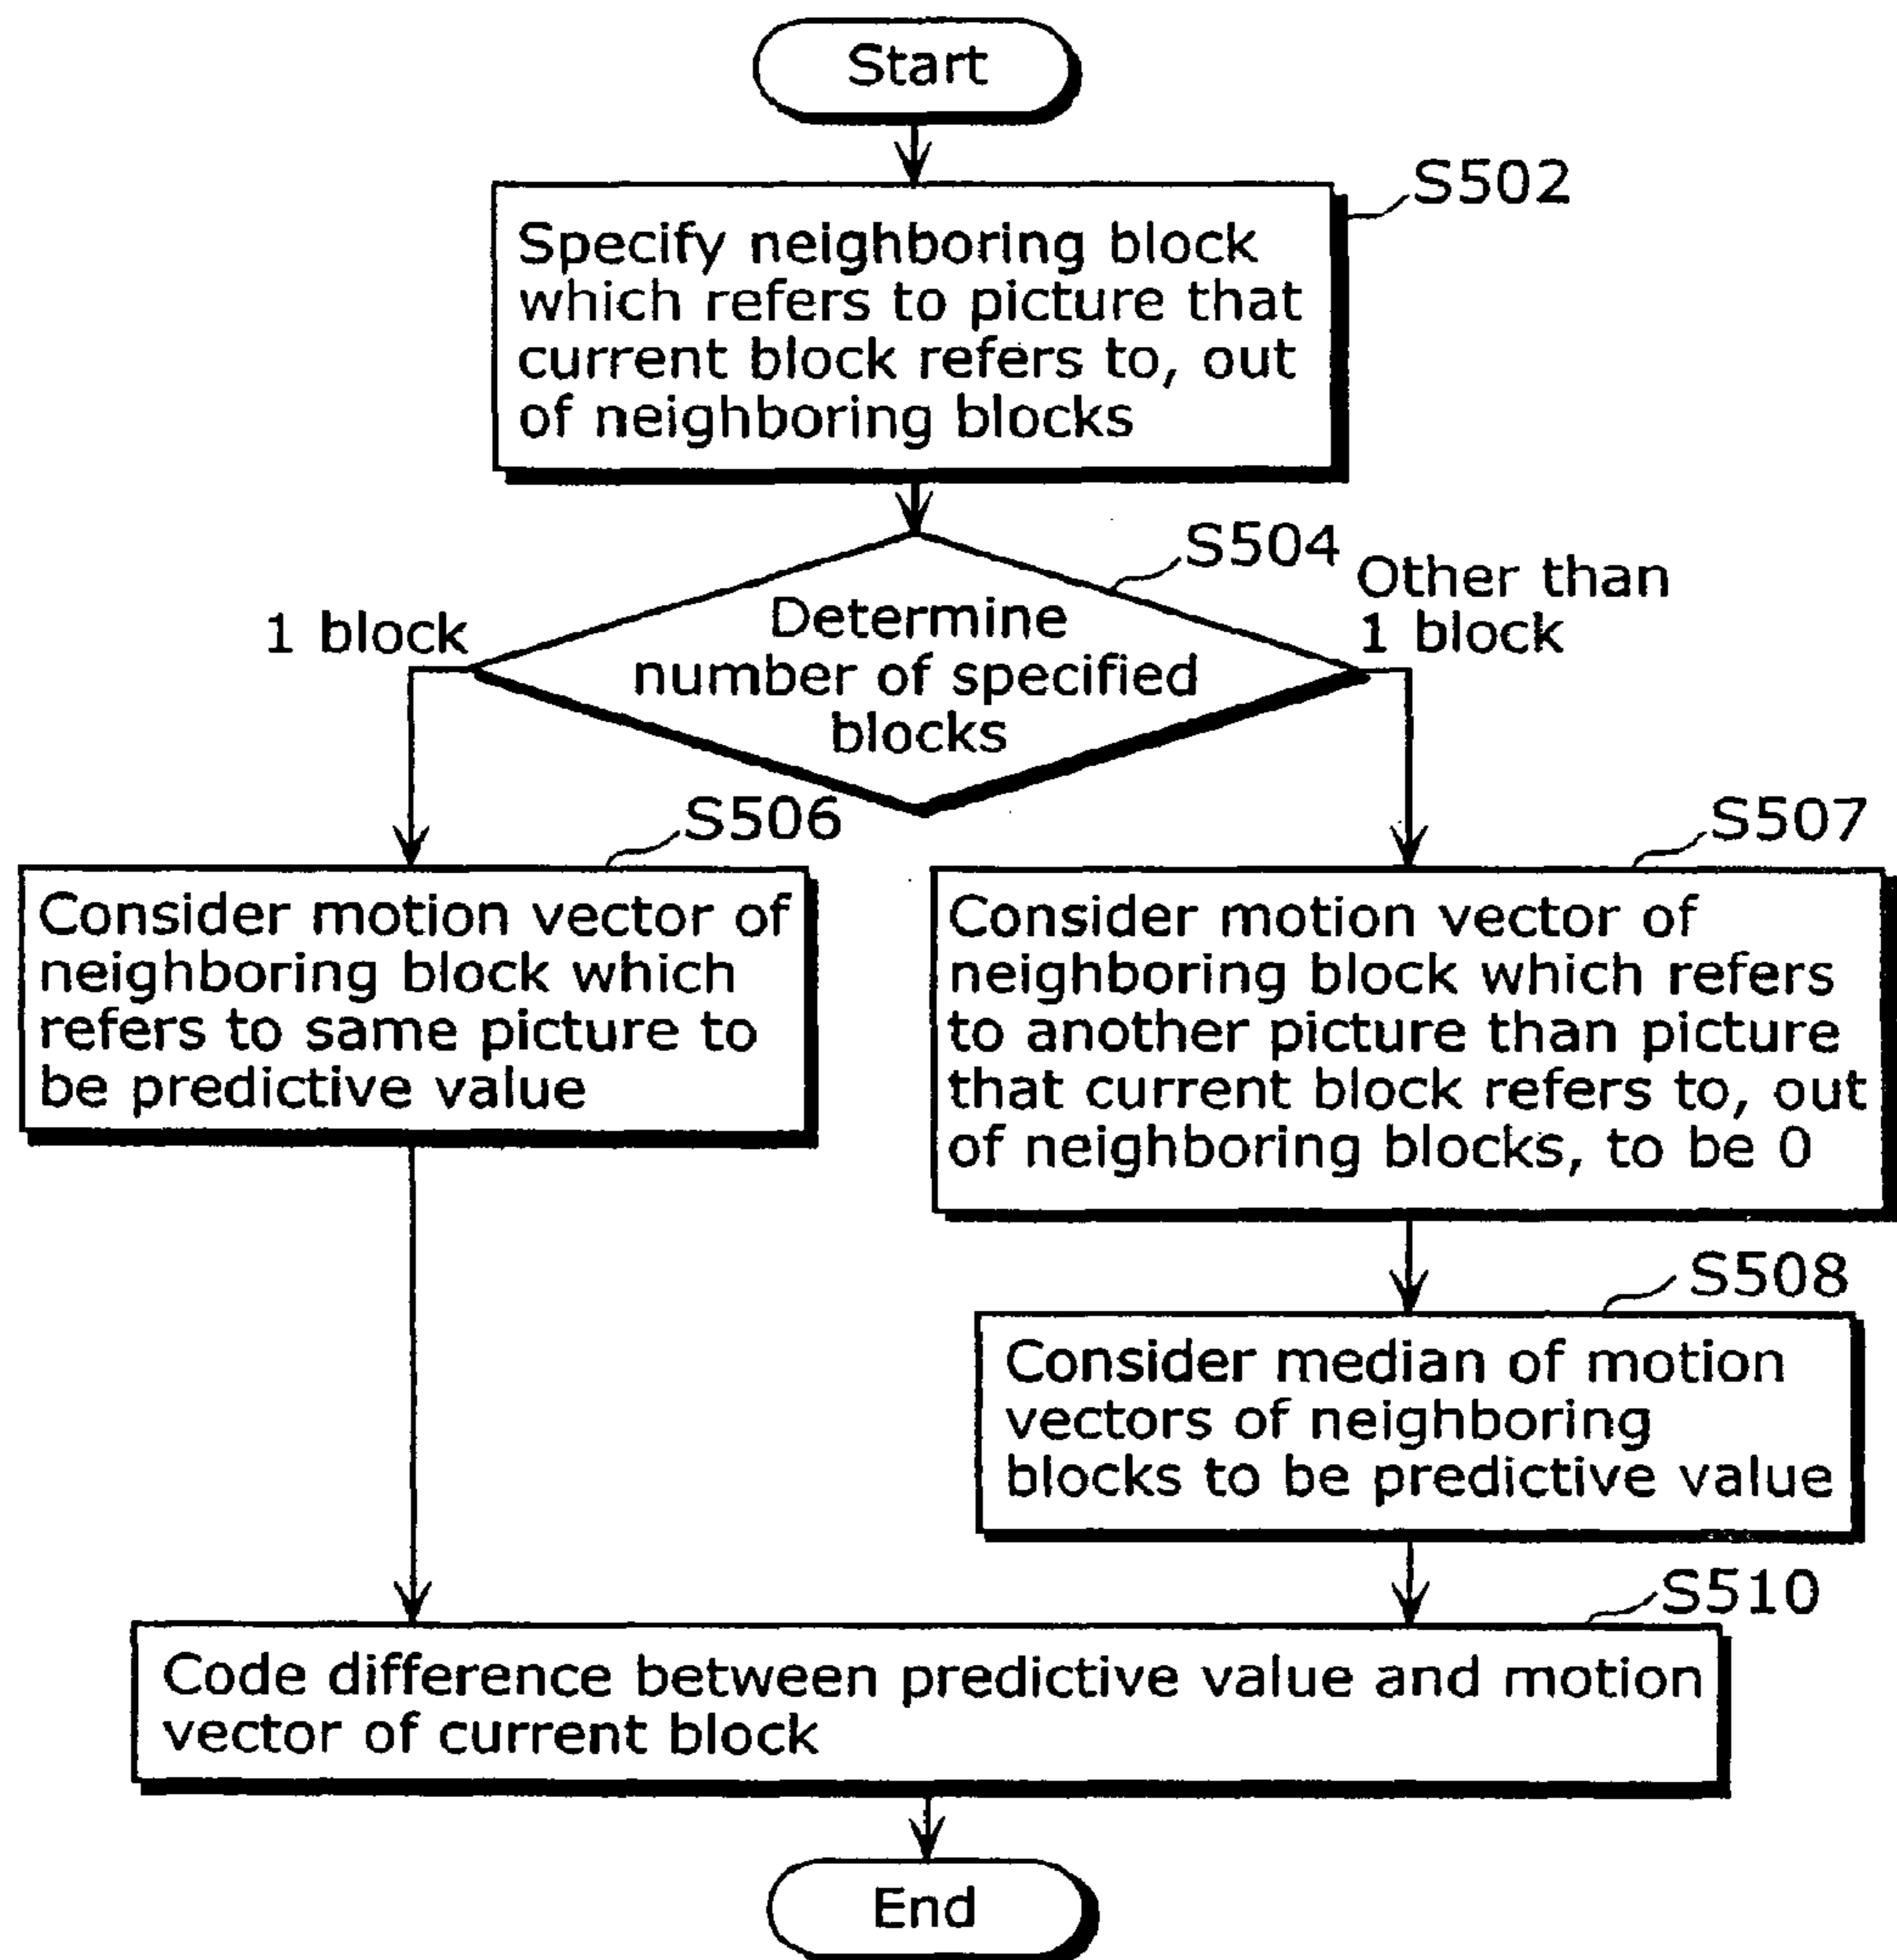 Start
S502
Specify neighboring block
which refers to picture that
current block refers to, out
of neighboring blocks
S504
Determine
number of specified
blocks
1 block
Other than
1 block
S506
Consider motion vector of
neighboring block which
refers to same picture to
be predictive value
S507
Consider motion vector of
neighboring block which refers
to another picture than picture
that current block refers to, out
of neighboring blocks, to be 0
S508
Consider median of motion
vectors of neighboring
blocks to be predictive value
S510
Code difference between predictive value and motion
vector of current block
End